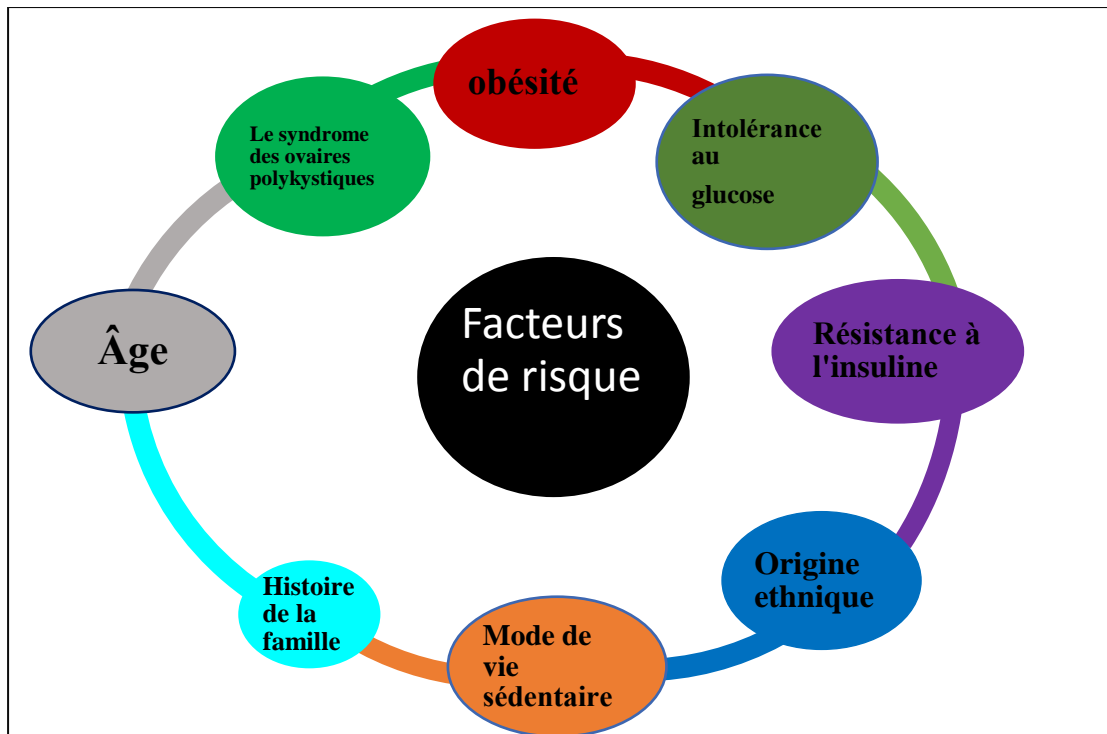 obésité
Intolérance
au
glucose
Résistance à
l'insuline
Origine
ethnique
Mode de
vie
sédentaire
Histoire
de la
famille
Âge
Le syndrome
des ovaires
polykystiques
Facteurs
de risque